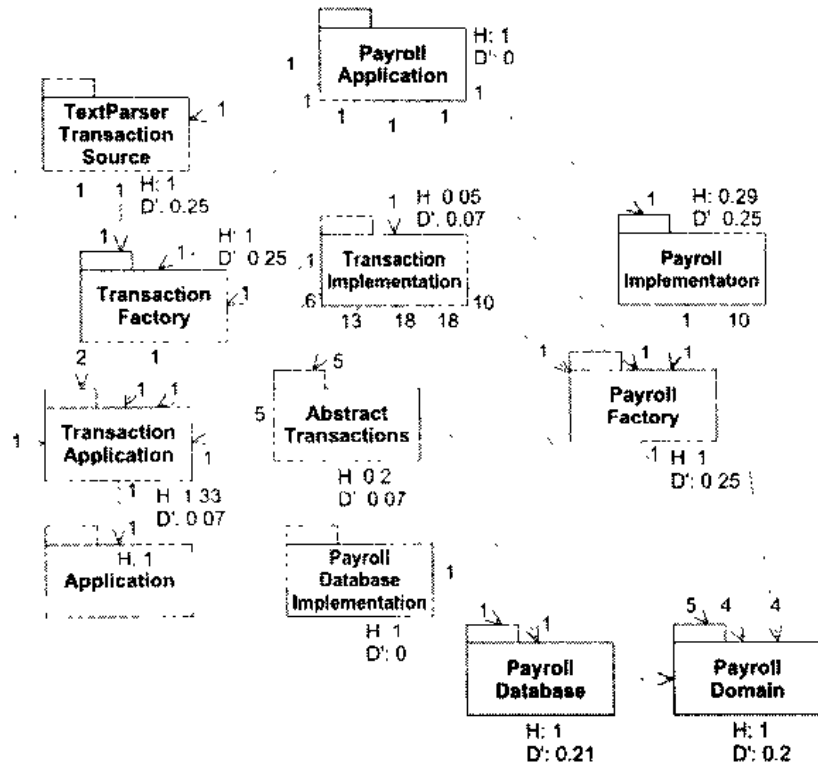 H: 1
D': 0
1
Payroll
Application
1
1
1
1
1
1
TextParser
Transaction
Source
1
1
H: 1
D': 0.25
1
H 0 05
D'. 0.07
Transaction
Implementation
1
6
13
18
18
10
1
H: 0.29
D' 0.25
Payroll
Implementation
1
10
1
1
H: 1
D' 0 25
Transaction
Factory
1
2
1
5
Abstract
Transactions
5
H 0 2
D' 0 07
1
1
1
Payroll
Factory
1
H 1
D': 0 25
1
1
1
Transaction
Application
1
1
H 1 33
D' 0 07
1
H. 1
Application
Payroll
Database
Implementation
1
H 1
D': 0
1
1
Payroll
Database
H: 1
D': 0.21
5
4
4
Payroll
Domain
H: 1
D': 0.2